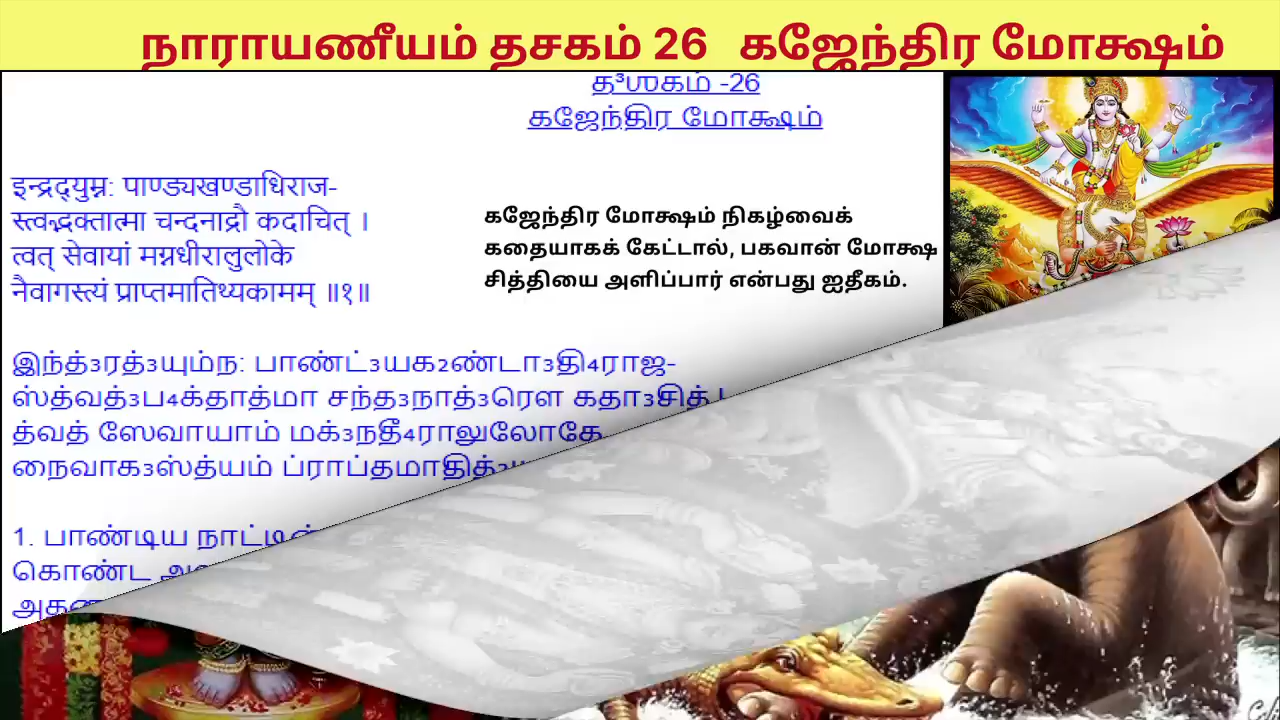 நாராயணீயம் தசகம் 26 கஜேந்திர மோக்ஷம்
த³ஶகம் -26
கஜேந்திர மோக்ஷம்
इन्द्रद्युम्न: पाण्ड्यखण्डाधिराज-
स्त्वद्भक्तात्मा चन्दनाद्रौ कदाचित् ।
त्वत् सेवायां मग्नधीरालुलोके
नैवागस्त्यं प्राप्तमातिथ्यकामम् ॥१॥
கஜேந்திர மோக்ஷம் நிகழ்வைக்
கதையாகக் கேட்டால், பகவான் மோக்ஷ
சித்தியை அளிப்பார் என்பது ஐதீகம்.
இந்த்³ரத்³யும்ந: பாண்ட்³யக²ண்டா³தி⁴ராஜ-
ஸ்த்வத்³ப⁴க்தாத்மா சந்த³நாத்³ரௌ கதா³சித் |
த்வத் ஸேவாயாம் மக்³நதீ⁴ராலுலோகே
நைவாக³ஸ்த்யம்
1. பாண்டிய நாட்டின்
கொண்ட